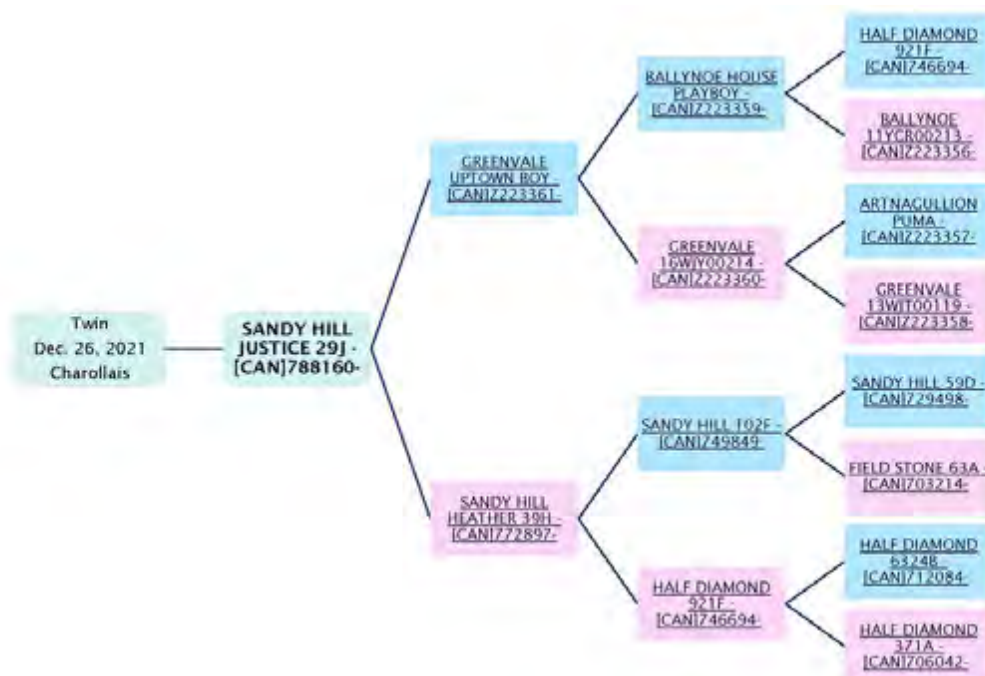 Twin
Dec. 26, 2021
Charollais
SANDY HILL
JUSTICE 29J -
[CAN]788160-
GREENVALE
UPTOWN BOY -
[CAN]Z223361-
SANDY HILL
HEATHER 39H -
[CAN]772897-
BALLYNOE HOUSE
PLAYBOY -
[CAN]Z223359-
GREENVALE
16WIY00214 -
[CAN]Z223360-
SANDY HILL 102F -
[CAN]749849-
HALF DIAMOND
921F -
[CAN]746694-
HALF DIAMOND
921F -
[CAN]746694-
BALLYNOE
11YCR00213 -
[CAN]Z223356-
ARTNAGULLION
PUMA -
[CAN]Z223357-
GREENVALE
13WIT00119 -
[CAN]Z223358-
SANDY HILL 59D -
[CAN]729498-
FIELD STONE 63A -
[CAN]703214-
HALF DIAMOND
6324B -
[CAN]712084-
HALF DIAMOND
371A -
[CAN]706042-